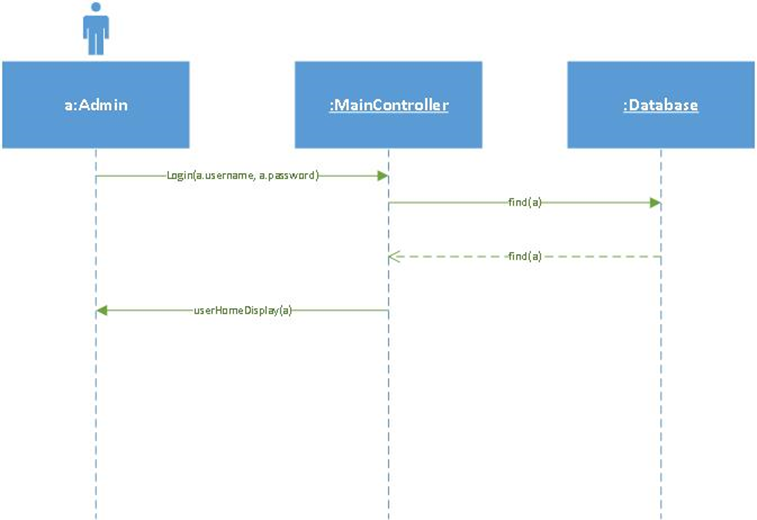 a:Admin
:MainController
:Database
Login(a.username, a.password)
find(a)
find(a)
userHomeDisplay(a)